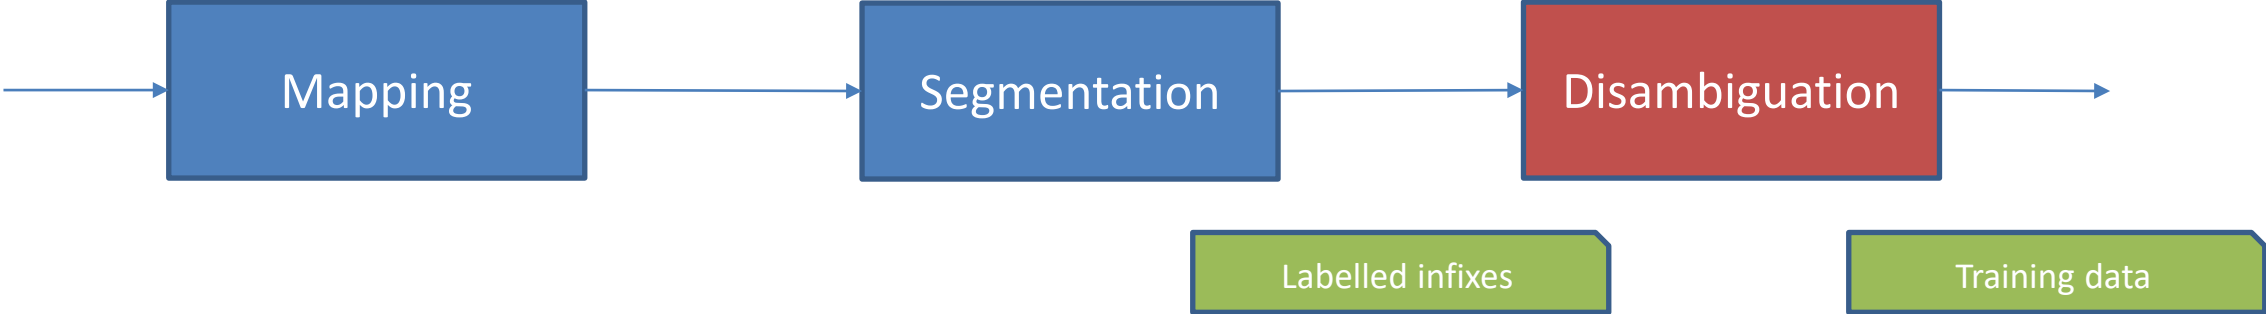 Mapping
Segmentation
Disambiguation
Labelled infixes
Training data